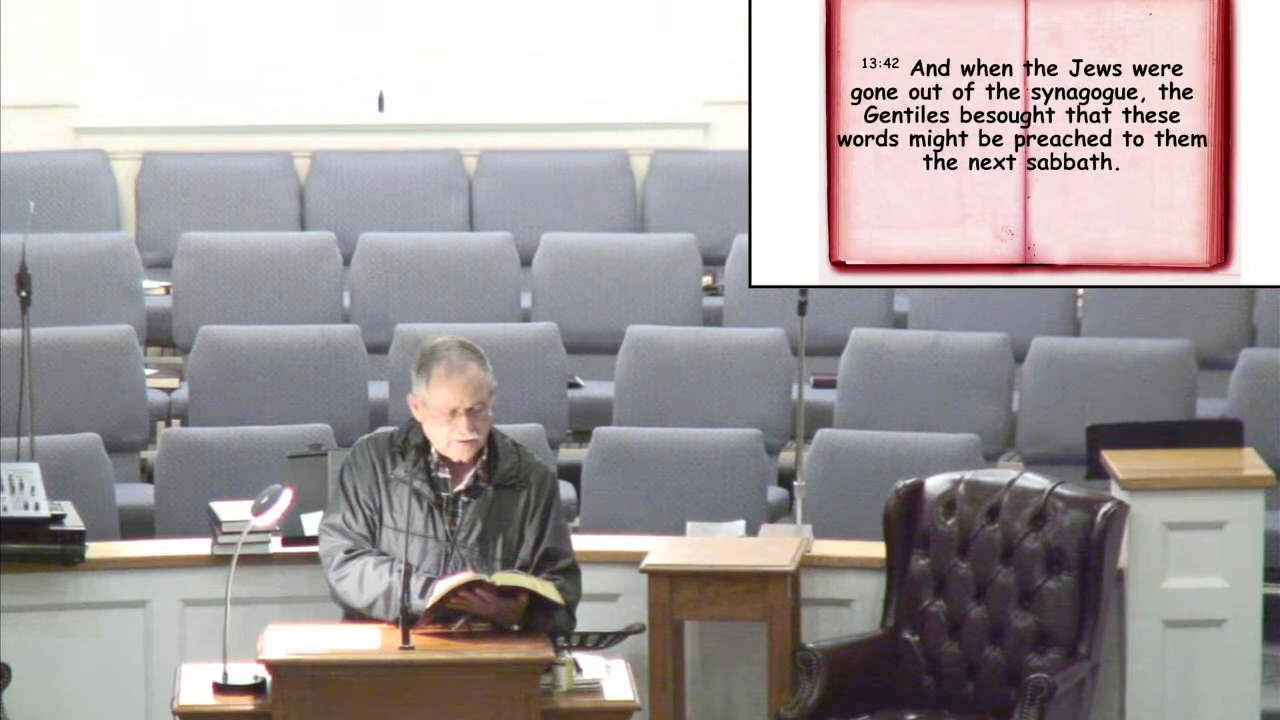 13:42 And when the Jews were
gone out of the synagogue, the
Gentiles besought that these
words might be preached to them
the next sabbath.